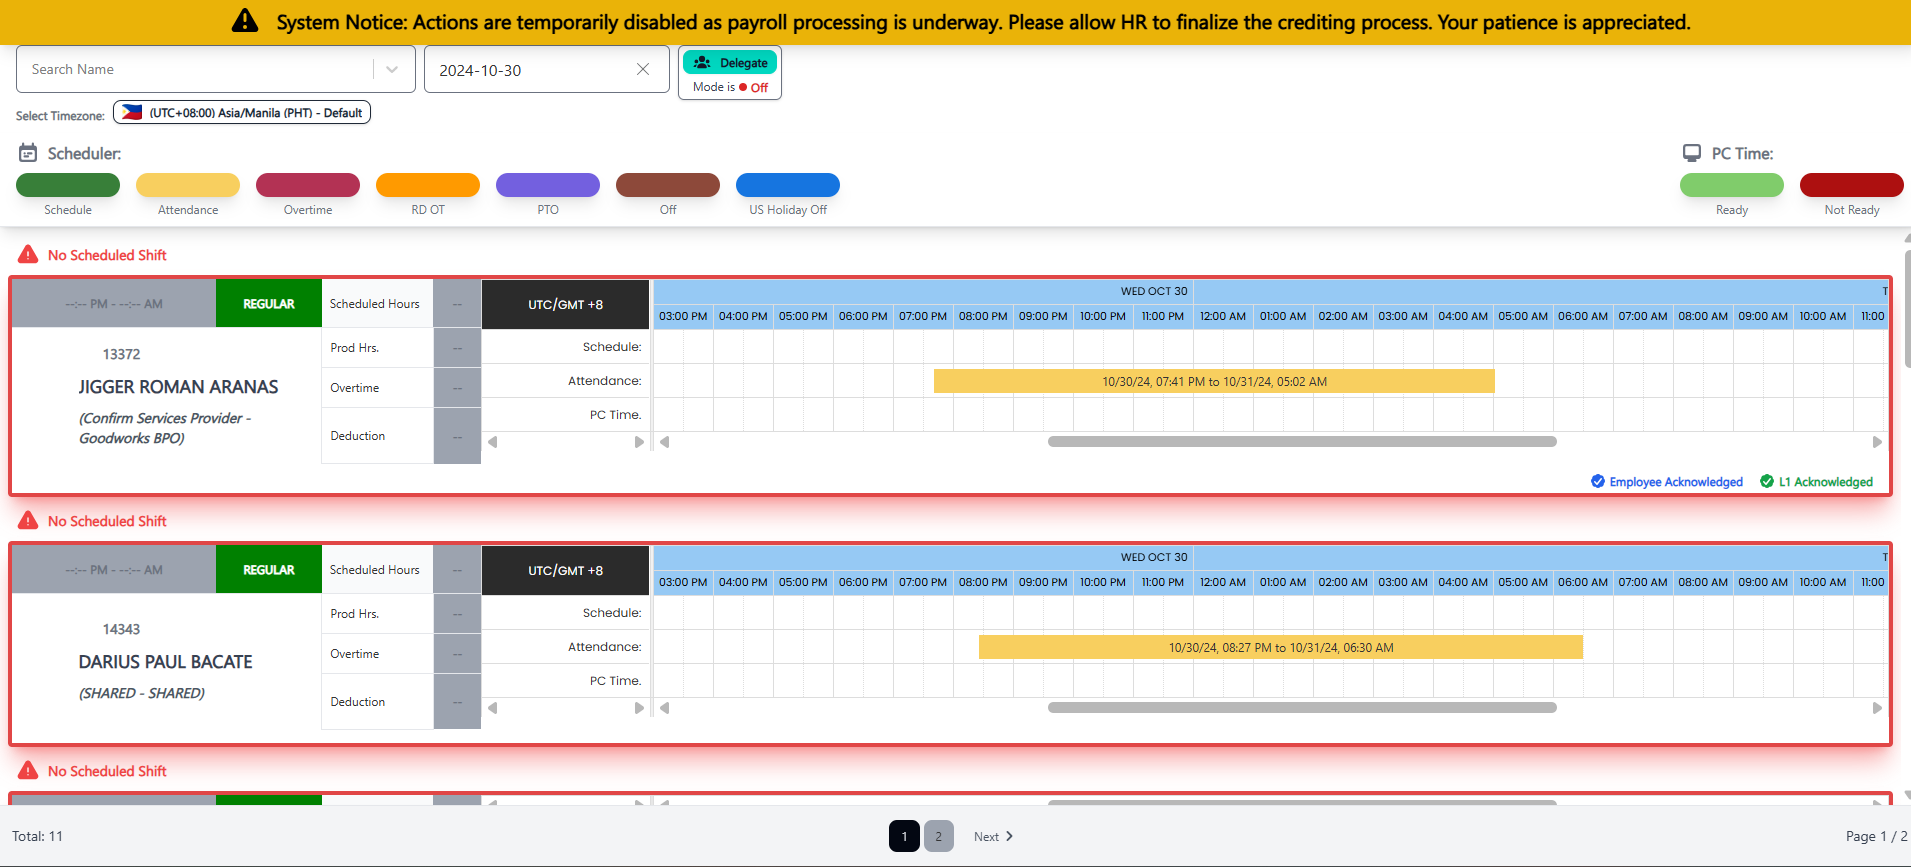 System Notice: Actions are temporarily disabled as payroll processing is underway. Please allow HR to finalize the crediting process. Your patience is appreciated.
Search Name
2024-10-30
Delegate
Mode is Off
Select Timezone:
(UTC+08:00) Asia/Manila (PHT) - Default
Scheduler:
PC Time:
Schedule Attendance Overtime RD OT PTO Off US Holiday Off
Ready Not Ready
No Scheduled Shift
--:-- PM - --:-- AM REGULAR Scheduled Hours -- UTC/GMT +8
WED OCT 30 T
03:00 PM 04:00 PM 05:00 PM 06:00 PM 07:00 PM 08:00 PM 09:00 PM 10:00 PM 11:00 PM 12:00 AM 01:00 AM 02:00 AM 03:00 AM 04:00 AM 05:00 AM 06:00 AM 07:00 AM 08:00 AM 09:00 AM 10:00 AM 11:00
13372
JIGGER ROMAN ARANAS
(Confirm Services Provider -
Goodworks BPO)
Prod Hrs. --
Overtime --
Deduction --
Schedule:
Attendance: 10/30/24, 07:41 PM to 10/31/24, 05:02 AM
PC Time.
Employee Acknowledged L1 Acknowledged
No Scheduled Shift
--:-- PM - --:-- AM REGULAR Scheduled Hours -- UTC/GMT +8
WED OCT 30 T
03:00 PM 04:00 PM 05:00 PM 06:00 PM 07:00 PM 08:00 PM 09:00 PM 10:00 PM 11:00 PM 12:00 AM 01:00 AM 02:00 AM 03:00 AM 04:00 AM 05:00 AM 06:00 AM 07:00 AM 08:00 AM 09:00 AM 10:00 AM 11:00
14343
DARIUS PAUL BACATE
(SHARED - SHARED)
Prod Hrs. --
Overtime --
Deduction --
Schedule:
Attendance: 10/30/24, 08:27 PM to 10/31/24, 06:30 AM
PC Time.
No Scheduled Shift
Total: 11
1 2 Next
Page 1 / 2